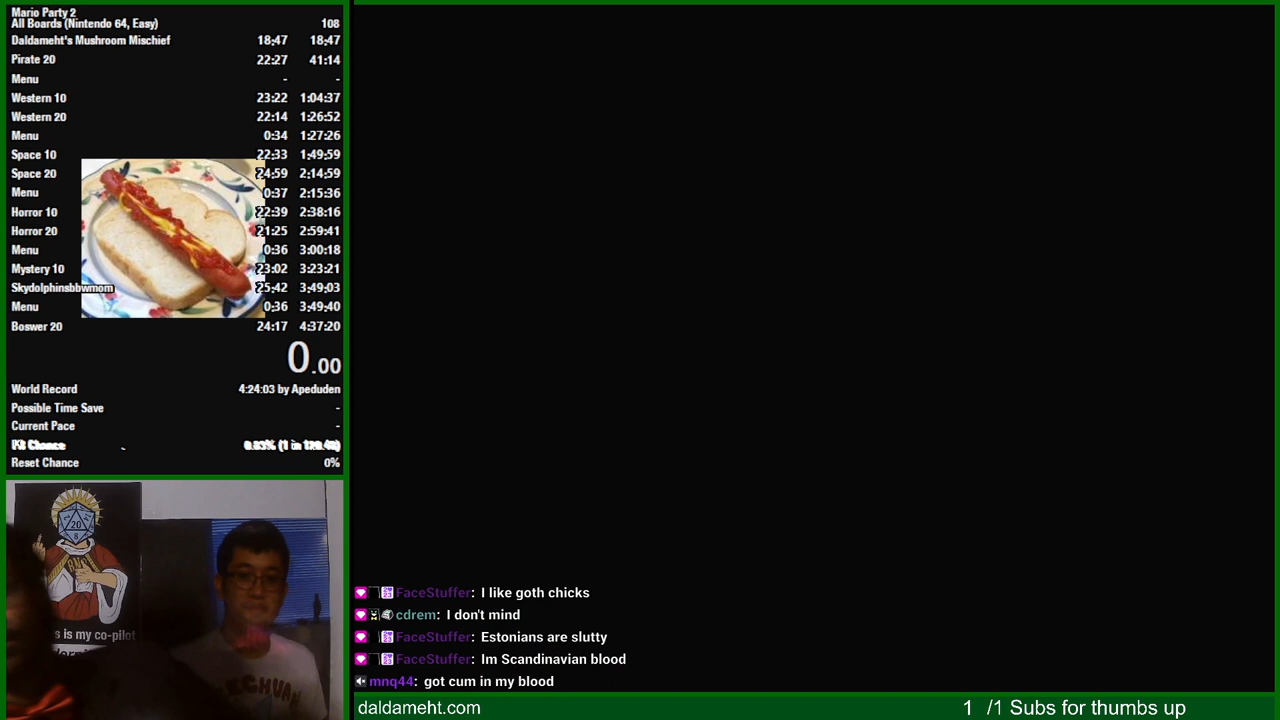 Mario Party 2
All Boards (Nintendo 64, Easy) 108
Daldameht's Mushroom Mischief 18:47 18:47
Pirate 20 22:27 41:14
Menu - -
Western 10 23:22 1:04:37
Western 20 22:14 1:26:52
Menu 0:34 1:27:26
Space 10 22:33 1:49:59
Space 20 24:59 2:14:59
Menu 0:37 2:15:36
Horror 10 22:39 2:38:16
Horror 20 21:25 2:59:41
Menu 0:36 3:00:18
Mystery 10 23:02 3:23:21
Skydolphinsbbwmom 25:42 3:49:03
Menu 0:36 3:49:40
Boswer 20 24:17 4:37:20
0.00
World Record 4:24:03 by Apeduden
Possible Time Save -
Current Pace -
Chance
Reset Chance 0%
20
8
s is my co-pilot
FaceStuffer: I like goth chicks
cdrem: I don't mind
FaceStuffer: Estonians are slutty
FaceStuffer: Im Scandinavian blood
mnq44: got cum in my blood
daldameht.com 1 /1 Subs for thumbs up